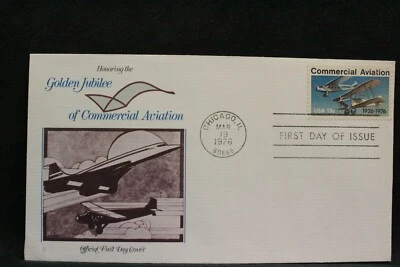 Honoring the
Golden Jubilee
of Commercial Aviation
Commercial Aviation
USA 13c 1926-1976
CHICAGO, IL
MAR
19
1976
FIRST DAY OF ISSUE
Official First Day Cover